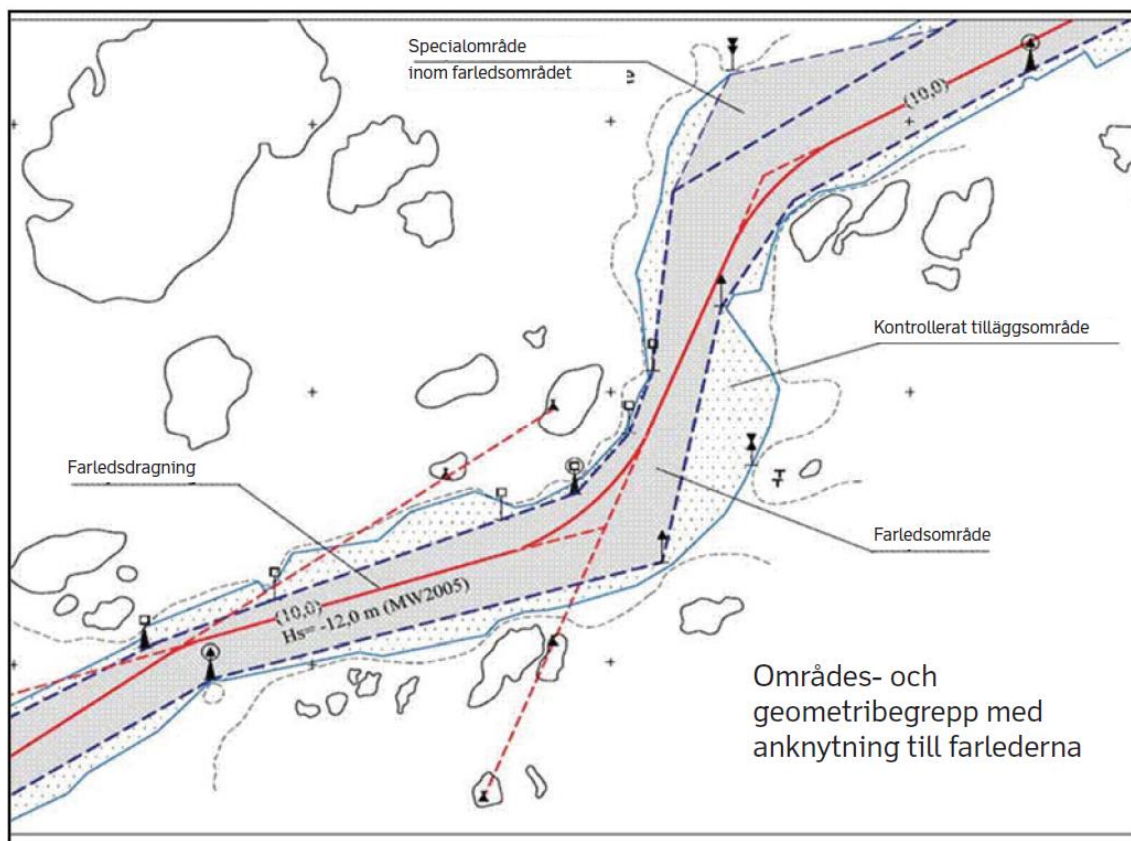 Specialområde
inom farledsområdet
e
(10,0)
Kontrollerat tilläggsområde
Farledsdragning
Farledsområde
(10,0)
Hs= -12,0 m (MW2005)
T
Områdes- och
geometribegrepp med
anknytning till farlederna